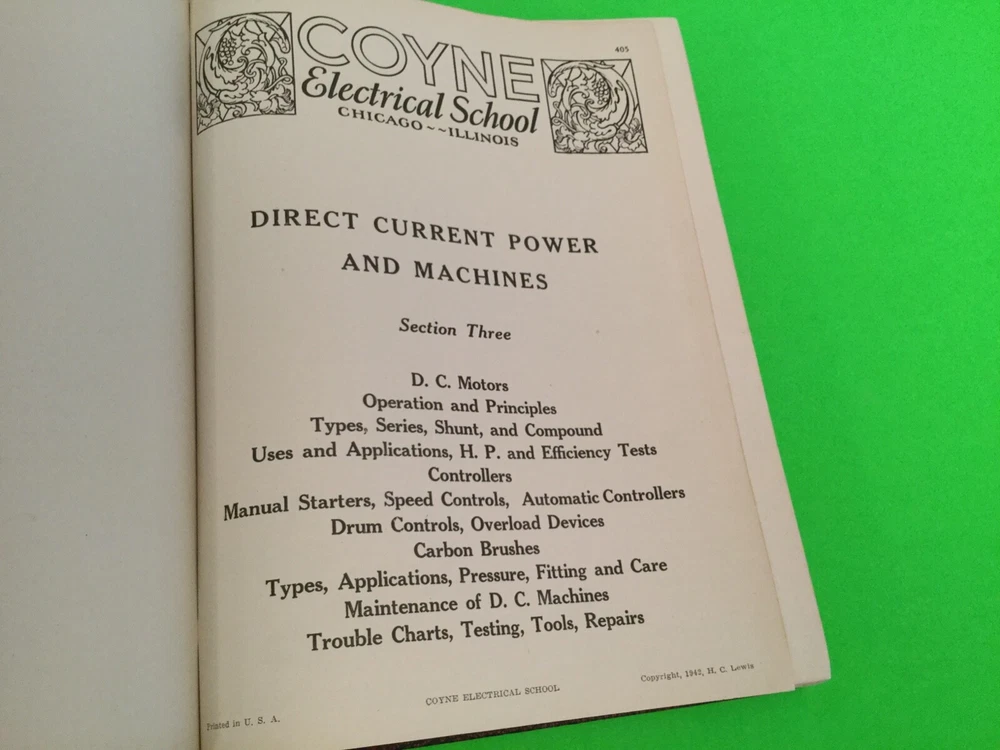 405
COYNE
Electrical School
CHICAGO ~~ ILLINOIS
DIRECT CURRENT POWER
AND MACHINES
Section Three
D. C. Motors
Operation and Principles
Types, Series, Shunt, and Compound
Uses and Applications, H. P. and Efficiency Tests
Controllers
Manual Starters, Speed Controls, Automatic Controllers
Drum Controls, Overload Devices
Carbon Brushes
Types, Applications, Pressure, Fitting and Care
Maintenance of D. C. Machines
Trouble Charts, Testing, Tools, Repairs
Printed in U. S. A.
COYNE ELECTRICAL SCHOOL
Copyright, 1942, H. C. Lewis